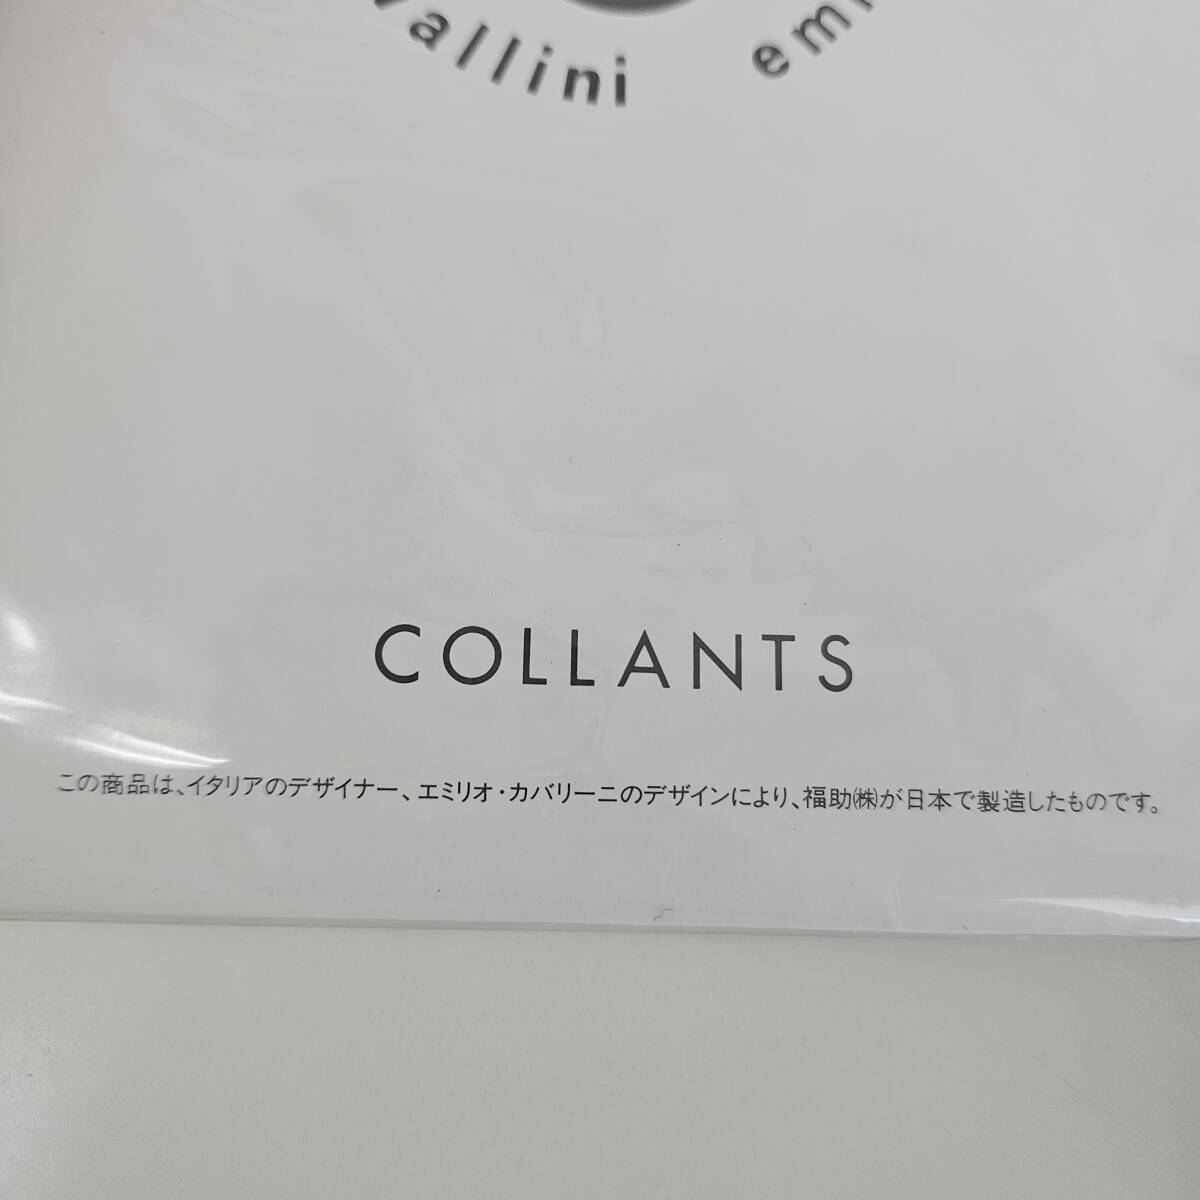 vallini em
COLLANTS
この商品は、イタリアのデザイナー、エミリオ・カバリーニのデザインにより、福助㈱が日本で製造したものです。